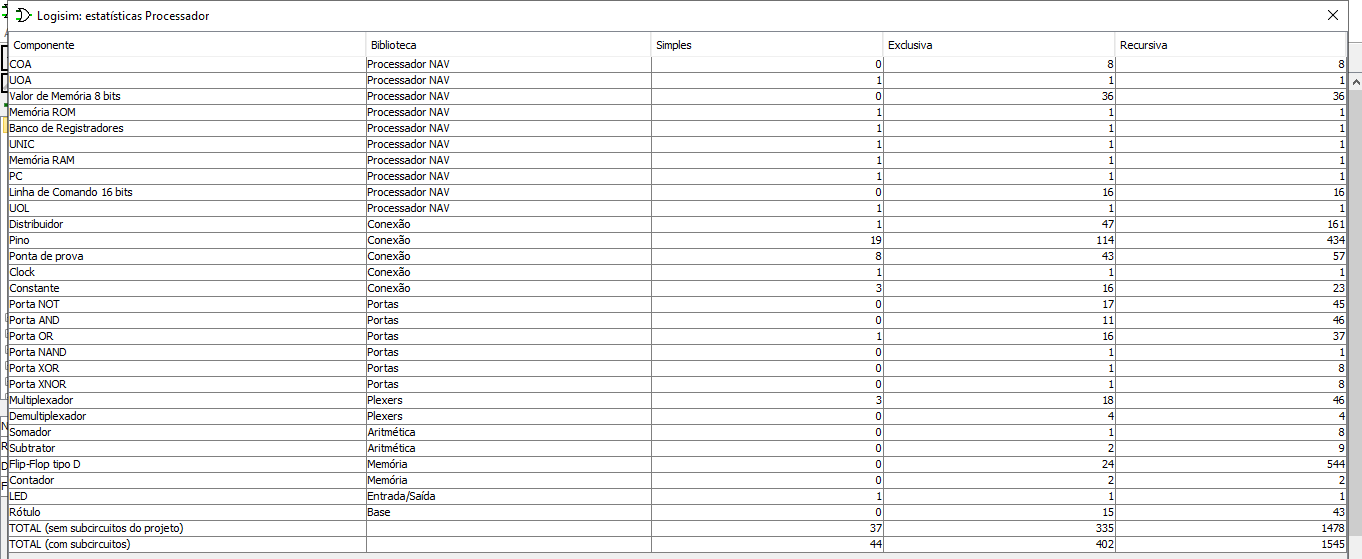 Logisim: estatísticas Processador
Componente Biblioteca Simples Exclusiva Recursiva
COA Processador NAV 0 8 8
UOA Processador NAV 1 1 1
Valor de Memória 8 bits Processador NAV 0 36 36
Memória ROM Processador NAV 1 1 1
Banco de Registradores Processador NAV 1 1 1
UNIC Processador NAV 1 1 1
Memória RAM Processador NAV 1 1 1
PC Processador NAV 1 1 1
Linha de Comando 16 bits Processador NAV 0 16 16
UOL Processador NAV 1 1 1
Distribuidor Conexão 1 47 161
Pino Conexão 19 114 434
Ponta de prova Conexão 8 43 57
Clock Conexão 1 1 1
Constante Conexão 3 16 23
Porta NOT Portas 0 17 45
Porta AND Portas 0 11 46
Porta OR Portas 1 16 37
Porta NAND Portas 0 1 1
Porta XOR Portas 0 1 8
Porta XNOR Portas 0 1 8
Multiplexador Plexers 3 18 46
Demultiplexador Plexers 0 4 4
Somador Aritmética 0 1 8
Subtrator Aritmética 0 2 9
Flip-Flop tipo D Memória 0 24 544
Contador Memória 0 2 2
LED Entrada/Saída 1 1 1
Rótulo Base 0 15 43
TOTAL (sem subcircuitos do projeto) 37 335 1478
TOTAL (com subcircuitos) 44 402 1545